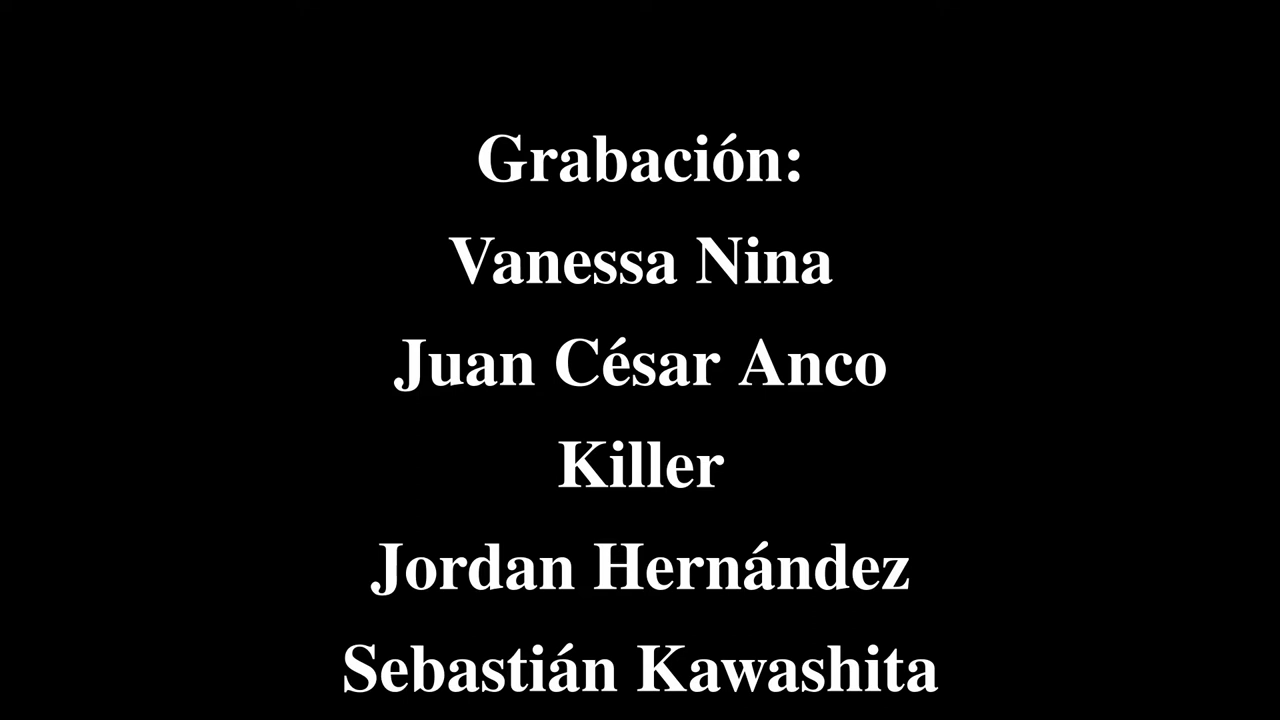 Grabación:
Vanessa Nina
Juan César Anco
Killer
Jordan Hernández
Sebastián Kawashita